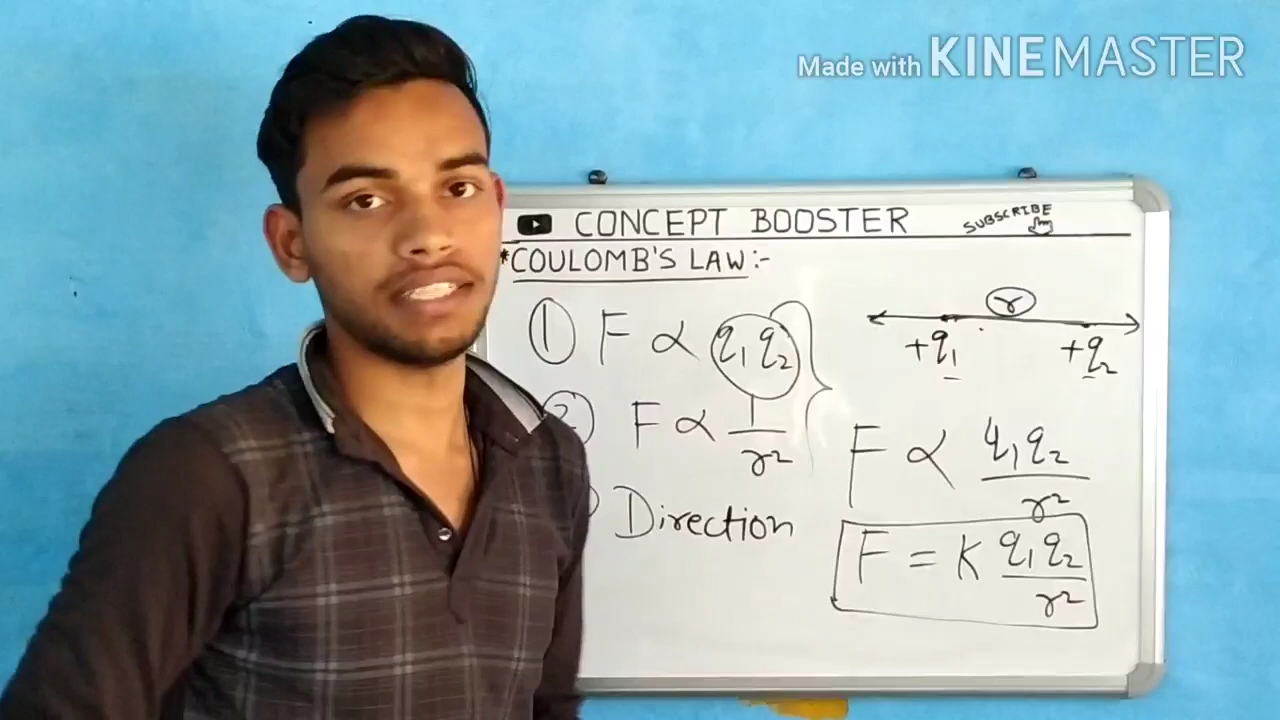 Made with KINEMASTER
CONCEPT BOOSTER
SUBSCRIBE
*COULOMB'S LAW:-
① F ∝ q₁q₂
② F ∝ 1/r²
Direction
r
+q₁ +q₂
F ∝ q₁q₂/r²
F = K q₁q₂/r²